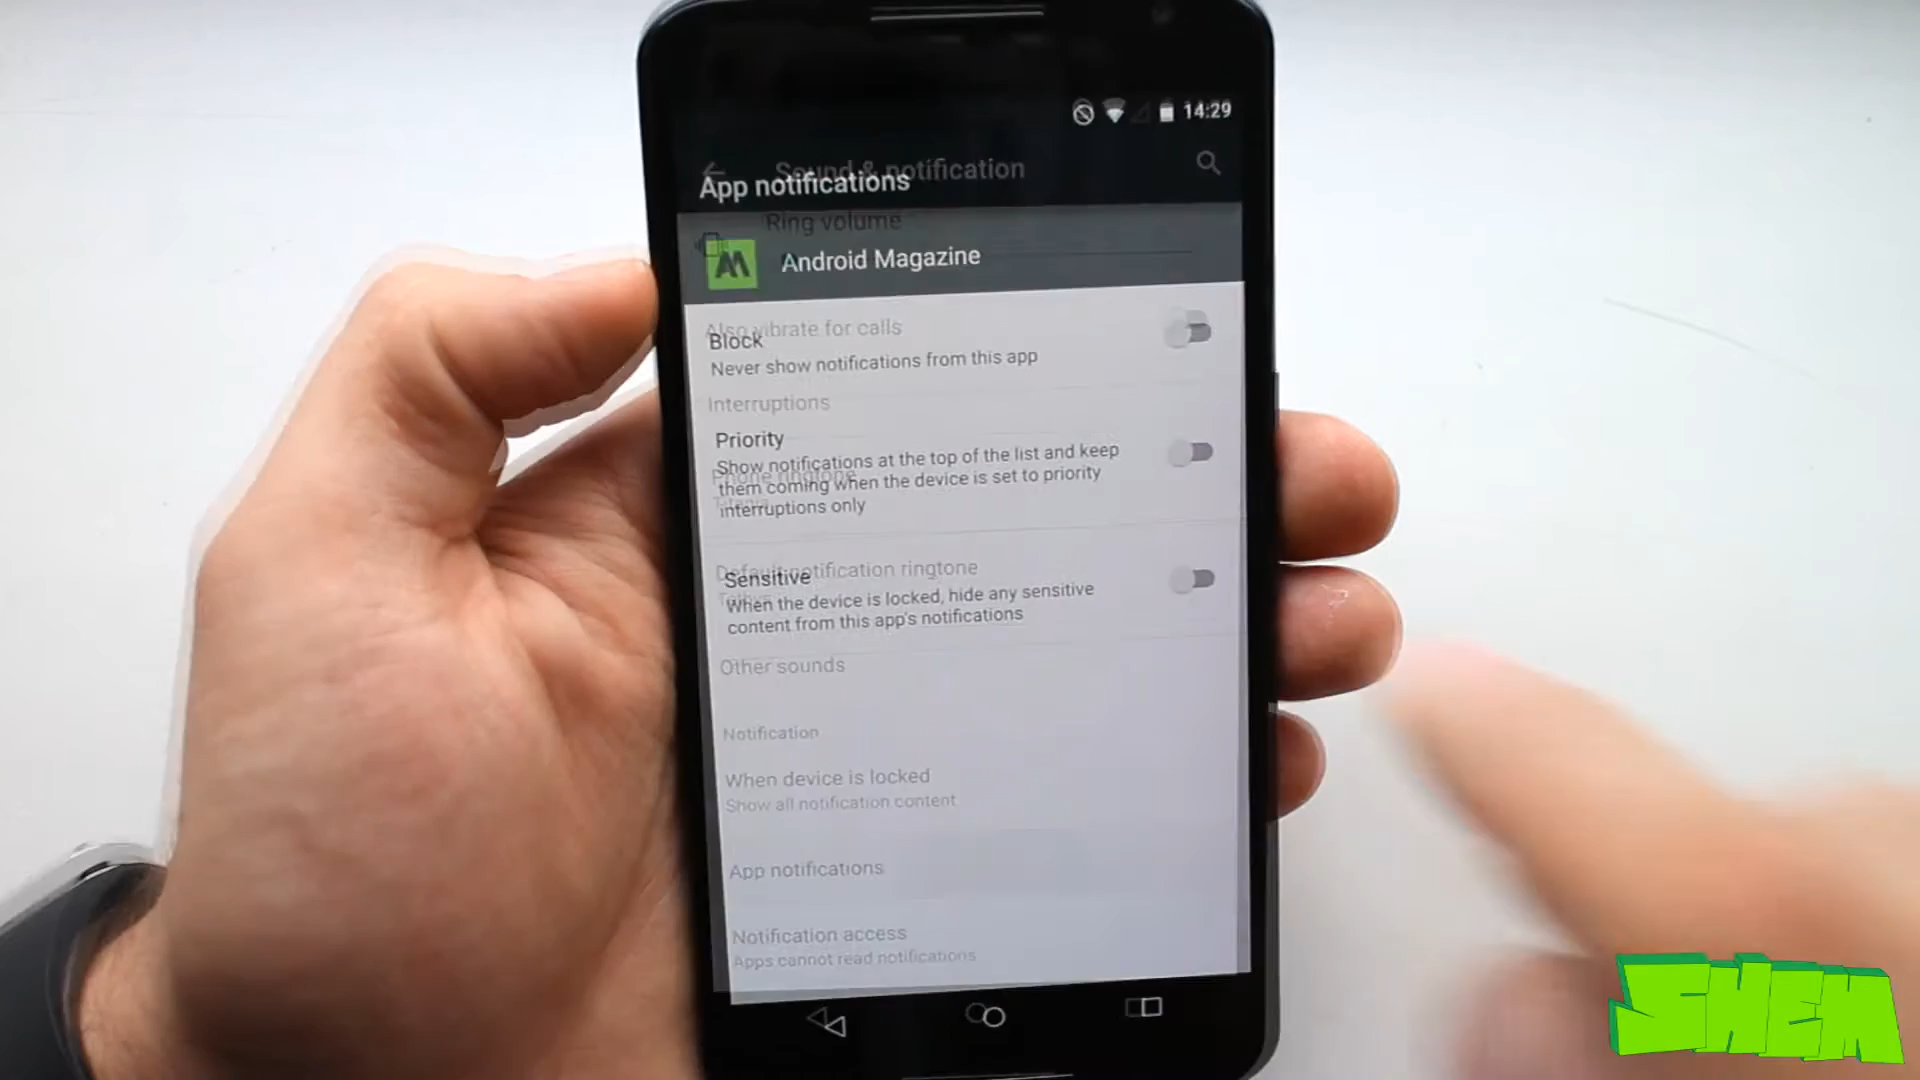 14:29
Sound & notification
App notifications
Ring volume
Android Magazine
Also vibrate for calls
Block
Never show notifications from this app
Interruptions
Priority
Show notifications at the top of the list and keep
them coming when the device is set to priority
interruptions only
Phone ringtone
Titania
Default notification ringtone
Sensitive
Tethys
When the device is locked, hide any sensitive
content from this app's notifications
Other sounds
Notification
When device is locked
Show all notification content
App notifications
Notification access
Apps cannot read notifications
SHEM